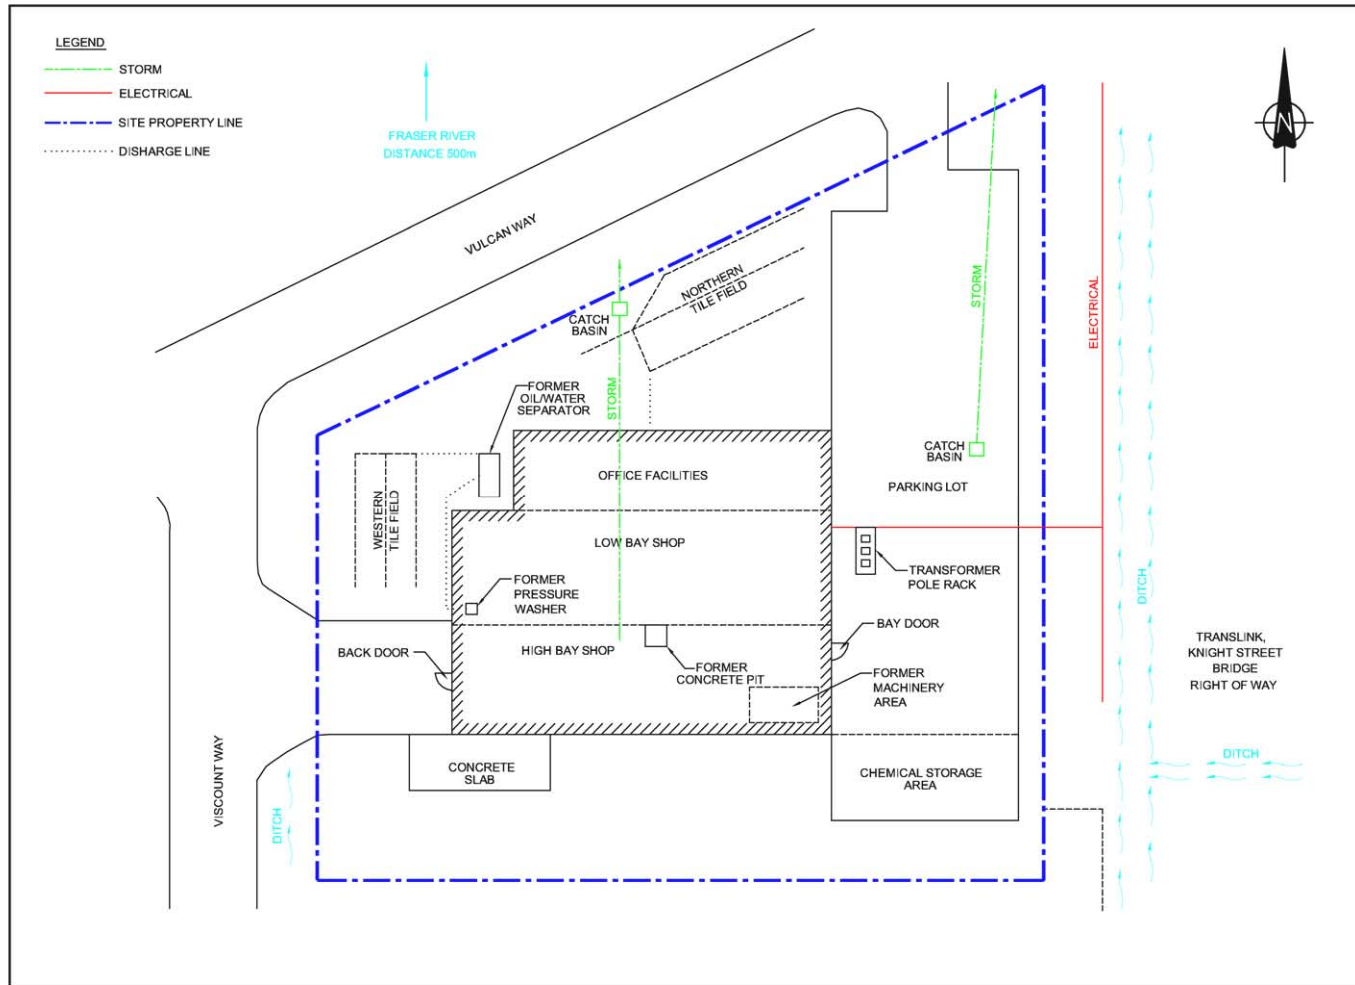 LEGEND
STORM
ELECTRICAL
SITE PROPERTY LINE
DISHARGE LINE
FRASER RIVER
DISTANCE 500m
N
VULCAN WAY
NORTHERN
TILE FIELD
CATCH
BASIN
STORM
STORM
ELECTRICAL
FORMER
OIL/WATER
SEPARATOR
CATCH
BASIN
PARKING LOT
OFFICE FACILITIES
WESTERN
TILE FIELD
LOW BAY SHOP
TRANSFORMER
POLE RACK
FORMER
PRESSURE
WASHER
DITCH
BAY DOOR
BACK DOOR
HIGH BAY SHOP
FORMER
CONCRETE PIT
FORMER
MACHINERY
AREA
TRANSLINK,
KNIGHT STREET
BRIDGE
RIGHT OF WAY
VISCOUNT WAY
CONCRETE
SLAB
CHEMICAL STORAGE
AREA
DITCH
DITCH